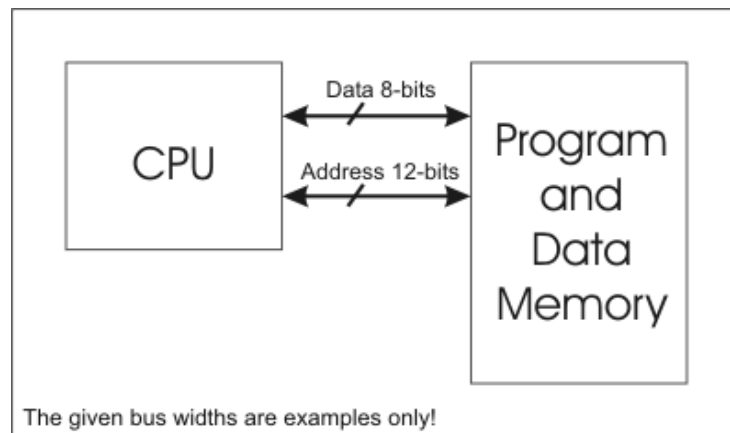 CPU
Data 8-bits
Address 12-bits
Program
and
Data
Memory
The given bus widths are examples only!